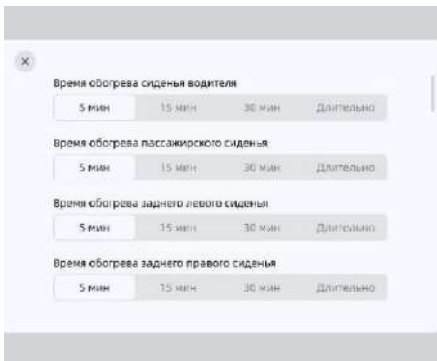 Время обогрева сиденья водителя
5 мин 15 мин 30 мин Длительно
Время обогрева пассажирского сиденья
5 мин 15 мин 30 мин Длительно
Время обогрева заднего левого сиденья
5 мин 15 мин 30 мин Длительно
Время обогрева заднего правого сиденья
5 мин 15 мин 30 мин Длительно